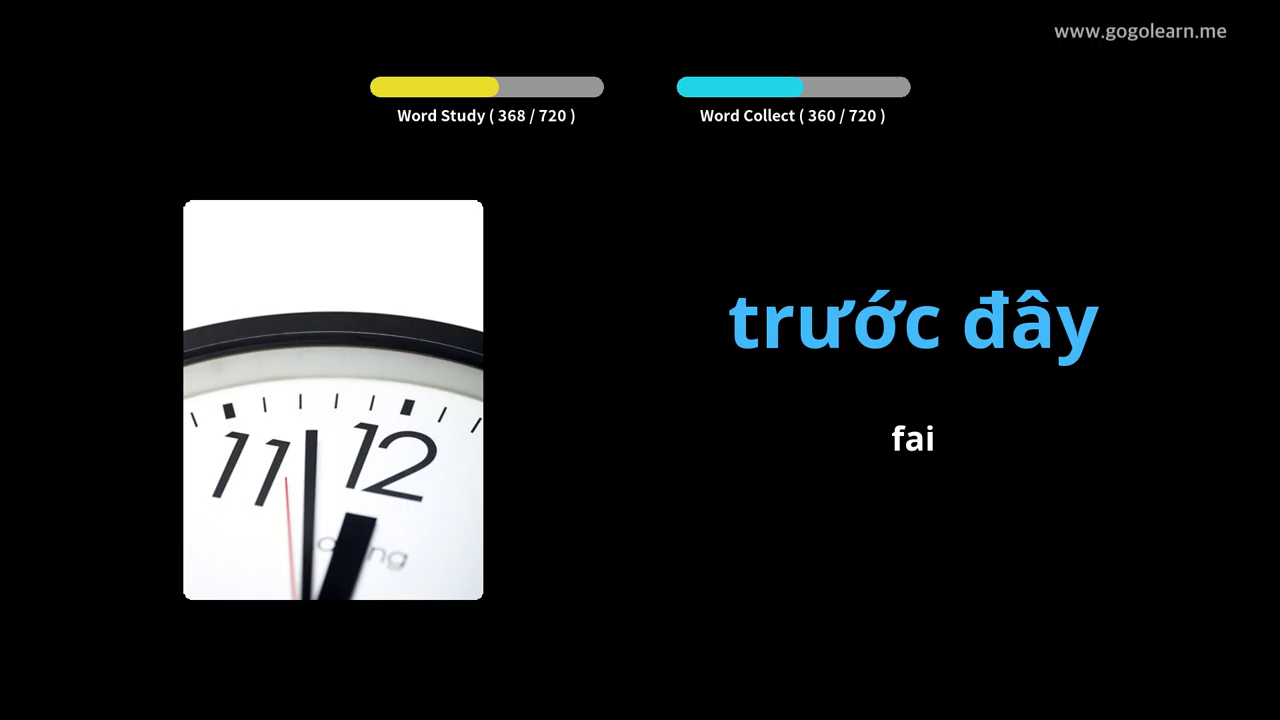 www.gogolearn.me
Word Study ( 368 / 720 )
Word Collect ( 360 / 720 )
trước đây
fai
11 12